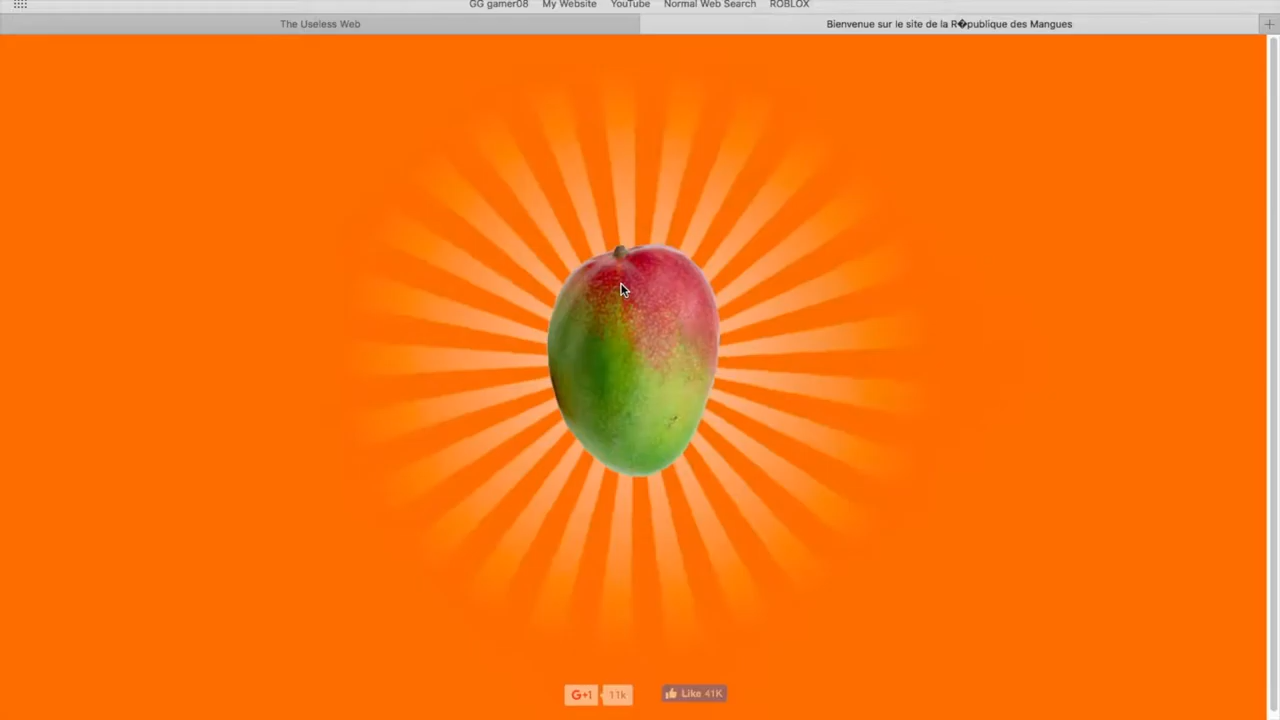 GG gamer08 My Website YouTube Normal Web Search ROBLOX
The Useless Web Bienvenue sur le site de la R�publique des Mangues
G+1 11k Like 41K